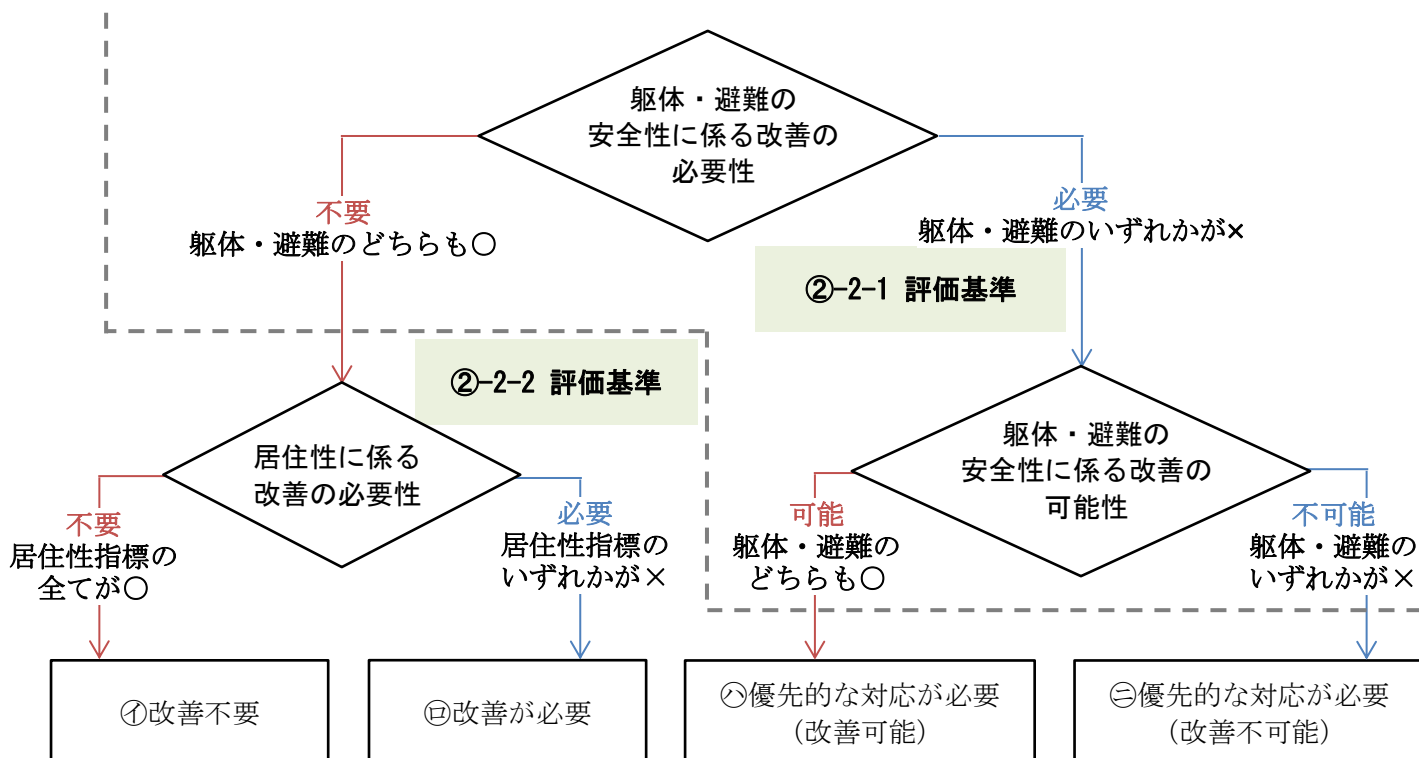 躯体・避難の
安全性に係る改善の
必要性
不要
躯体・避難のどちらも〇
必要
躯体・避難のいずれかが×
②-2-1 評価基準
②-2-2 評価基準
居住性に係る
改善の必要性
躯体・避難の
安全性に係る改善の
可能性
不要
居住性指標の
全てが〇
必要
居住性指標の
いずれかが×
可能
躯体・避難の
どちらも〇
不可能
躯体・避難の
いずれかが×
㋑改善不要
㋺改善が必要
㋩優先的な対応が必要
（改善可能）
㋥優先的な対応が必要
（改善不可能）